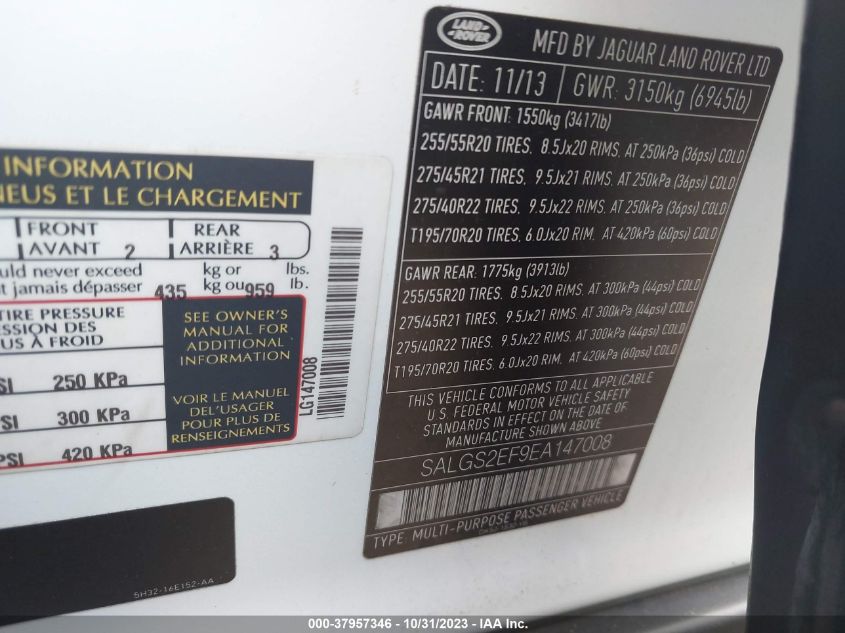 INFORMATION
NEUS ET LE CHARGEMENT
FRONT REAR
AVANT 2 ARRIÈRE 3
uld never exceed kg or lbs.
t jamais dépasser 435 kg ou 959 lb.
TIRE PRESSURE
ESSION DES
US À FROID
SI 250 KPa
SI 300 KPa
PSI 420 KPa
SEE OWNER'S
MANUAL FOR
ADDITIONAL
INFORMATION
VOIR LE MANUEL
DEL'USAGER
POUR PLUS DE
RENSEIGNEMENTS
LG147008
5H32-16E152-AA
LAND
ROVER
MFD BY JAGUAR LAND ROVER LTD
DATE: 11/13 GWR: 3150kg (6945lb)
GAWR FRONT: 1550kg (3417lb)
255/55R20 TIRES, 8.5Jx20 RIMS, AT 250kPa (36psi) COLD
275/45R21 TIRES, 9.5Jx21 RIMS, AT 250kPa (36psi) COLD
275/40R22 TIRES, 9.5Jx22 RIMS, AT 250kPa (36psi) COLD
T195/70R20 TIRES, 6.0Jx20 RIM, AT 420kPa (60psi) COLD
GAWR REAR: 1775kg (3913lb)
255/55R20 TIRES, 8.5Jx20 RIMS, AT 300kPa (44psi) COLD
275/45R21 TIRES, 9.5Jx21 RIMS, AT 300kPa (44psi) COLD
275/40R22 TIRES, 9.5Jx22 RIMS, AT 300kPa (44psi) COLD
T195/70R20 TIRES, 6.0Jx20 RIM, AT 420kPa (60psi) COLD
THIS VEHICLE CONFORMS TO ALL APPLICABLE
U.S. FEDERAL MOTOR VEHICLE SAFETY
STANDARDS IN EFFECT ON THE DATE OF
MANUFACTURE SHOWN ABOVE
SALGS2EF9EA147008
TYPE: MULTI-PURPOSE PASSENGER VEHICLE
000-37957346 - 10/31/2023 - IAA Inc.